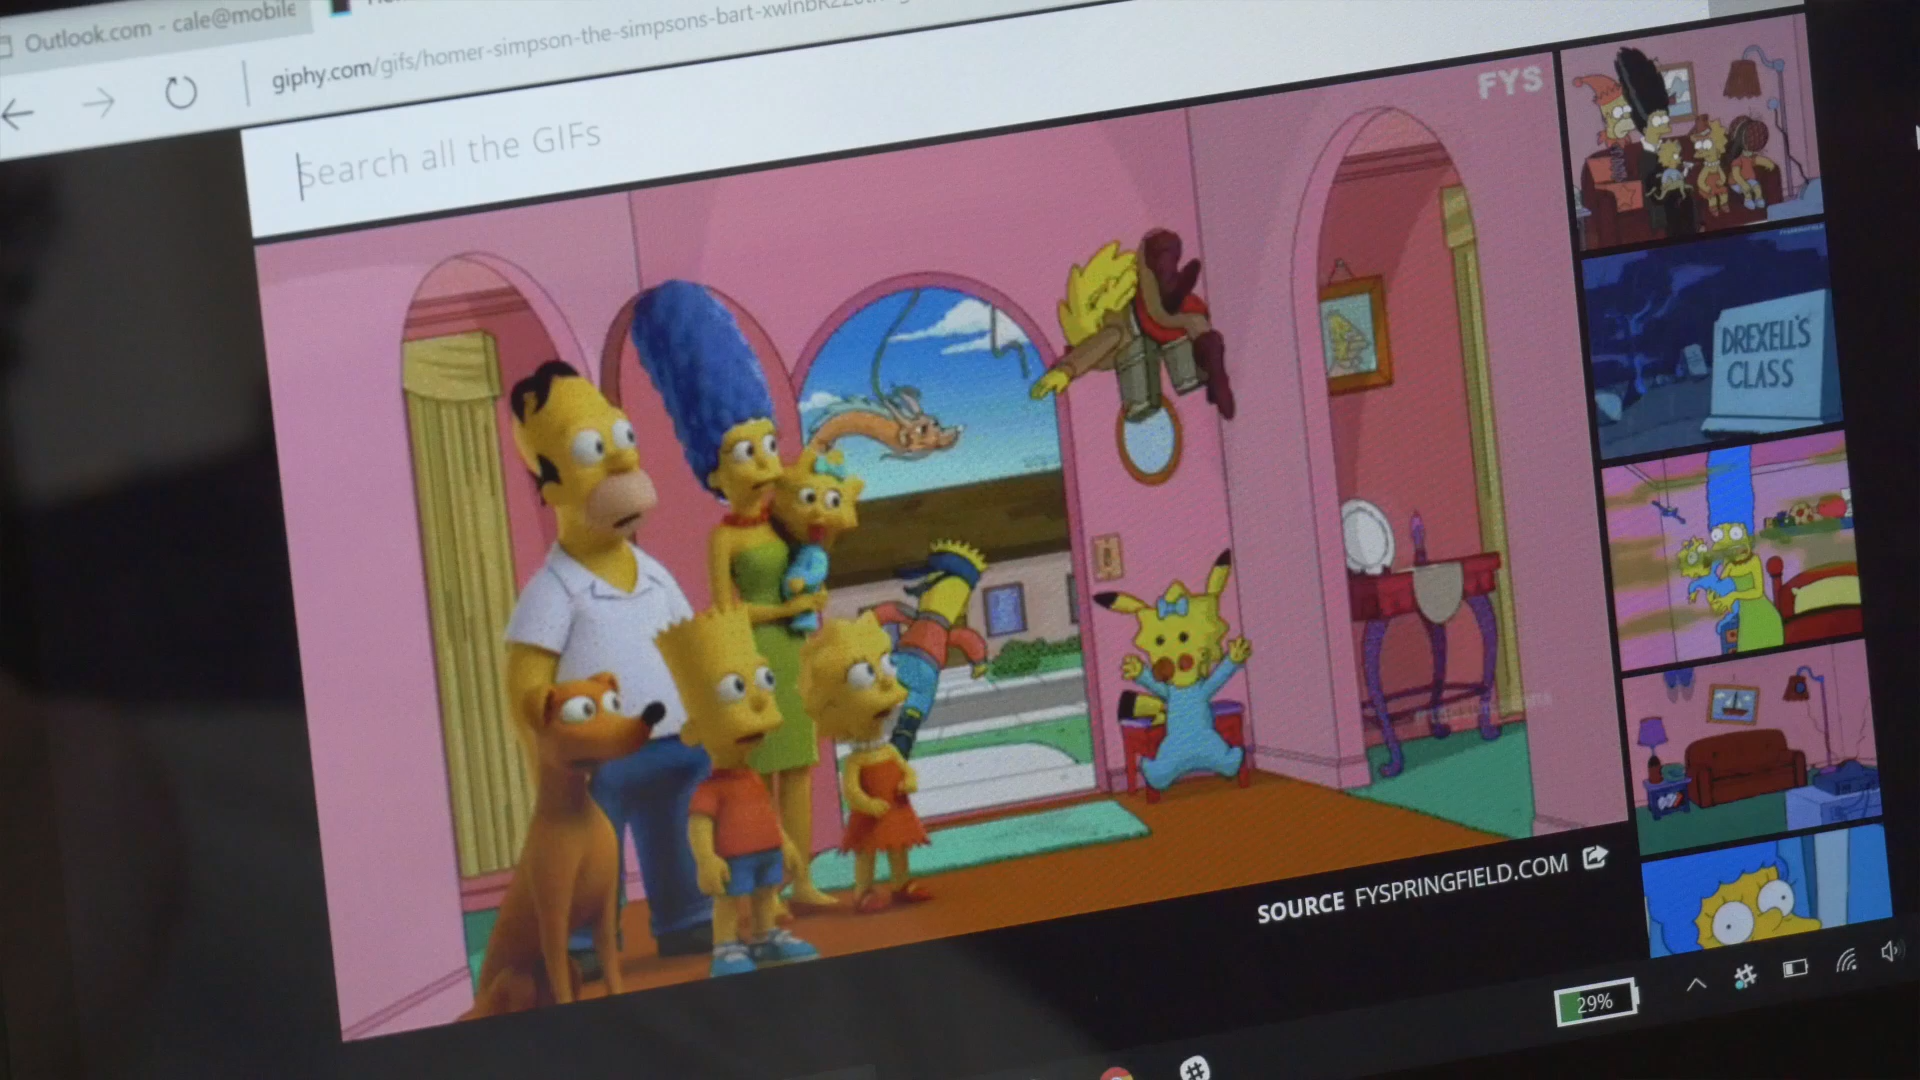 Outlook.com - cale@mobile
giphy.com/gifs/homer-simpson-the-simpsons-bart-
Search all the GIFs
FYS
DREXELL'S
CLASS
SOURCE FYSPRINGFIELD.COM
29%